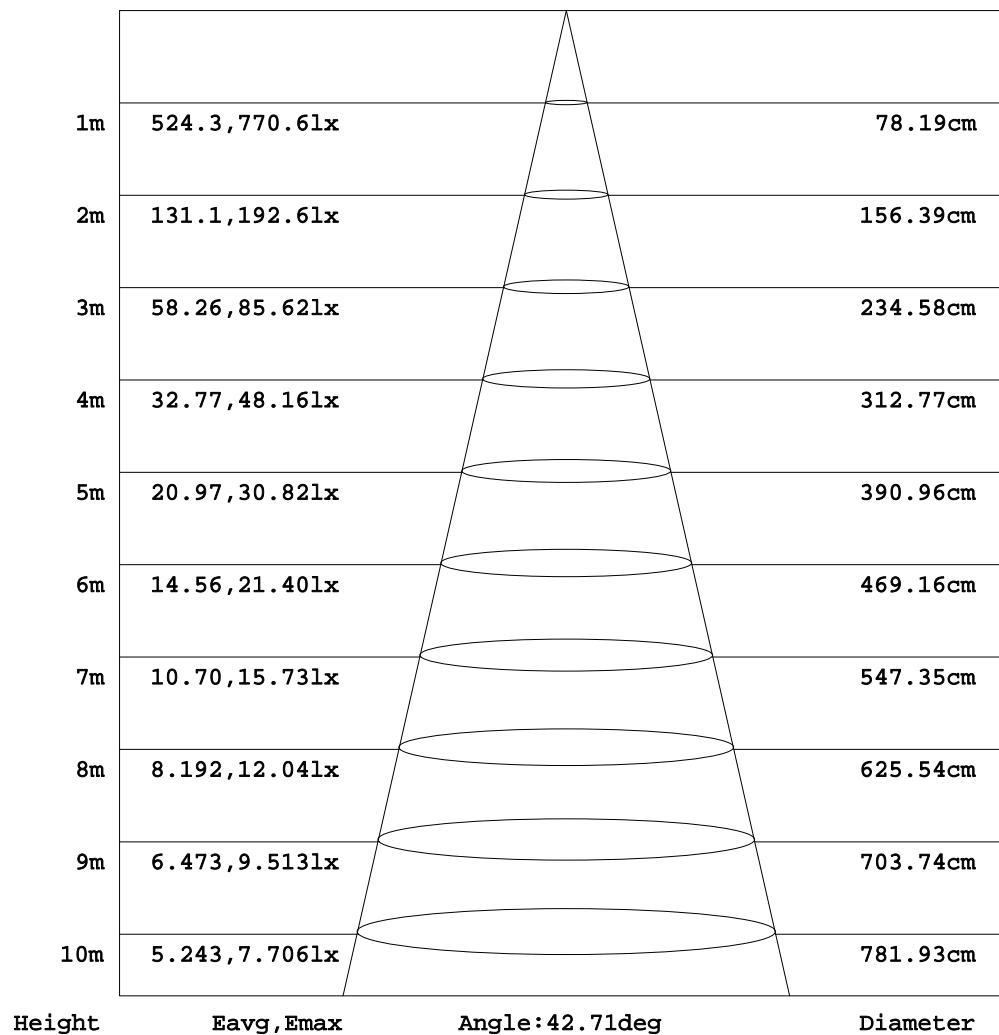 1m 524.3,770.6lx 78.19cm
2m 131.1,192.6lx 156.39cm
3m 58.26,85.62lx 234.58cm
4m 32.77,48.16lx 312.77cm
5m 20.97,30.82lx 390.96cm
6m 14.56,21.40lx 469.16cm
7m 10.70,15.73lx 547.35cm
8m 8.192,12.04lx 625.54cm
9m 6.473,9.513lx 703.74cm
10m 5.243,7.706lx 781.93cm
Height Eavg,Emax Angle:42.71deg Diameter